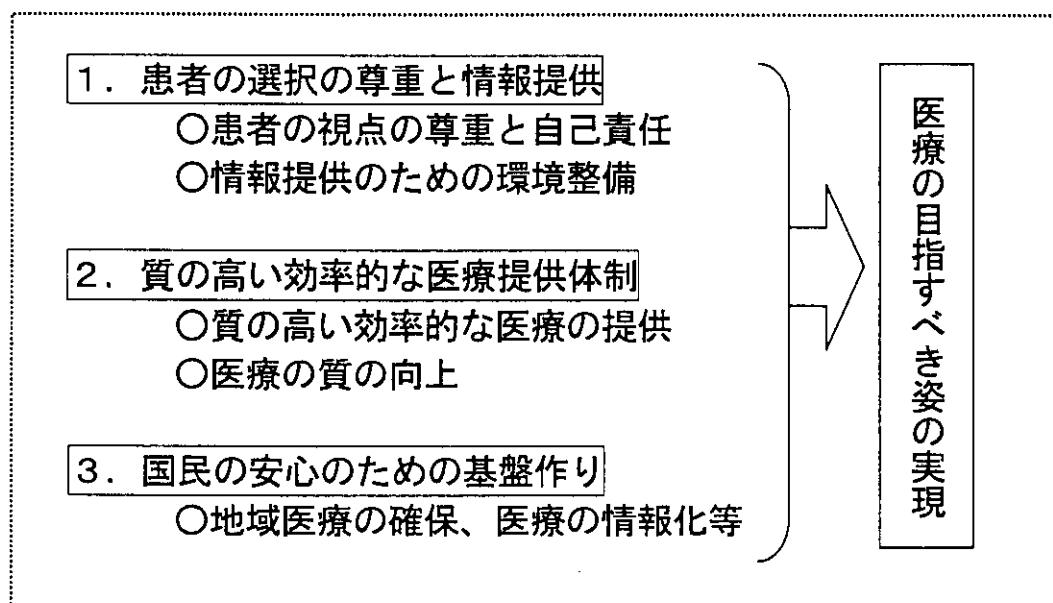 １．患者の選択の尊重と情報提供
○患者の視点の尊重と自己責任
○情報提供のための環境整備
２．質の高い効率的な医療提供体制
○質の高い効率的な医療の提供
○医療の質の向上
３．国民の安心のための基盤作り
○地域医療の確保、医療の情報化等
医療の目指すべき姿の実現